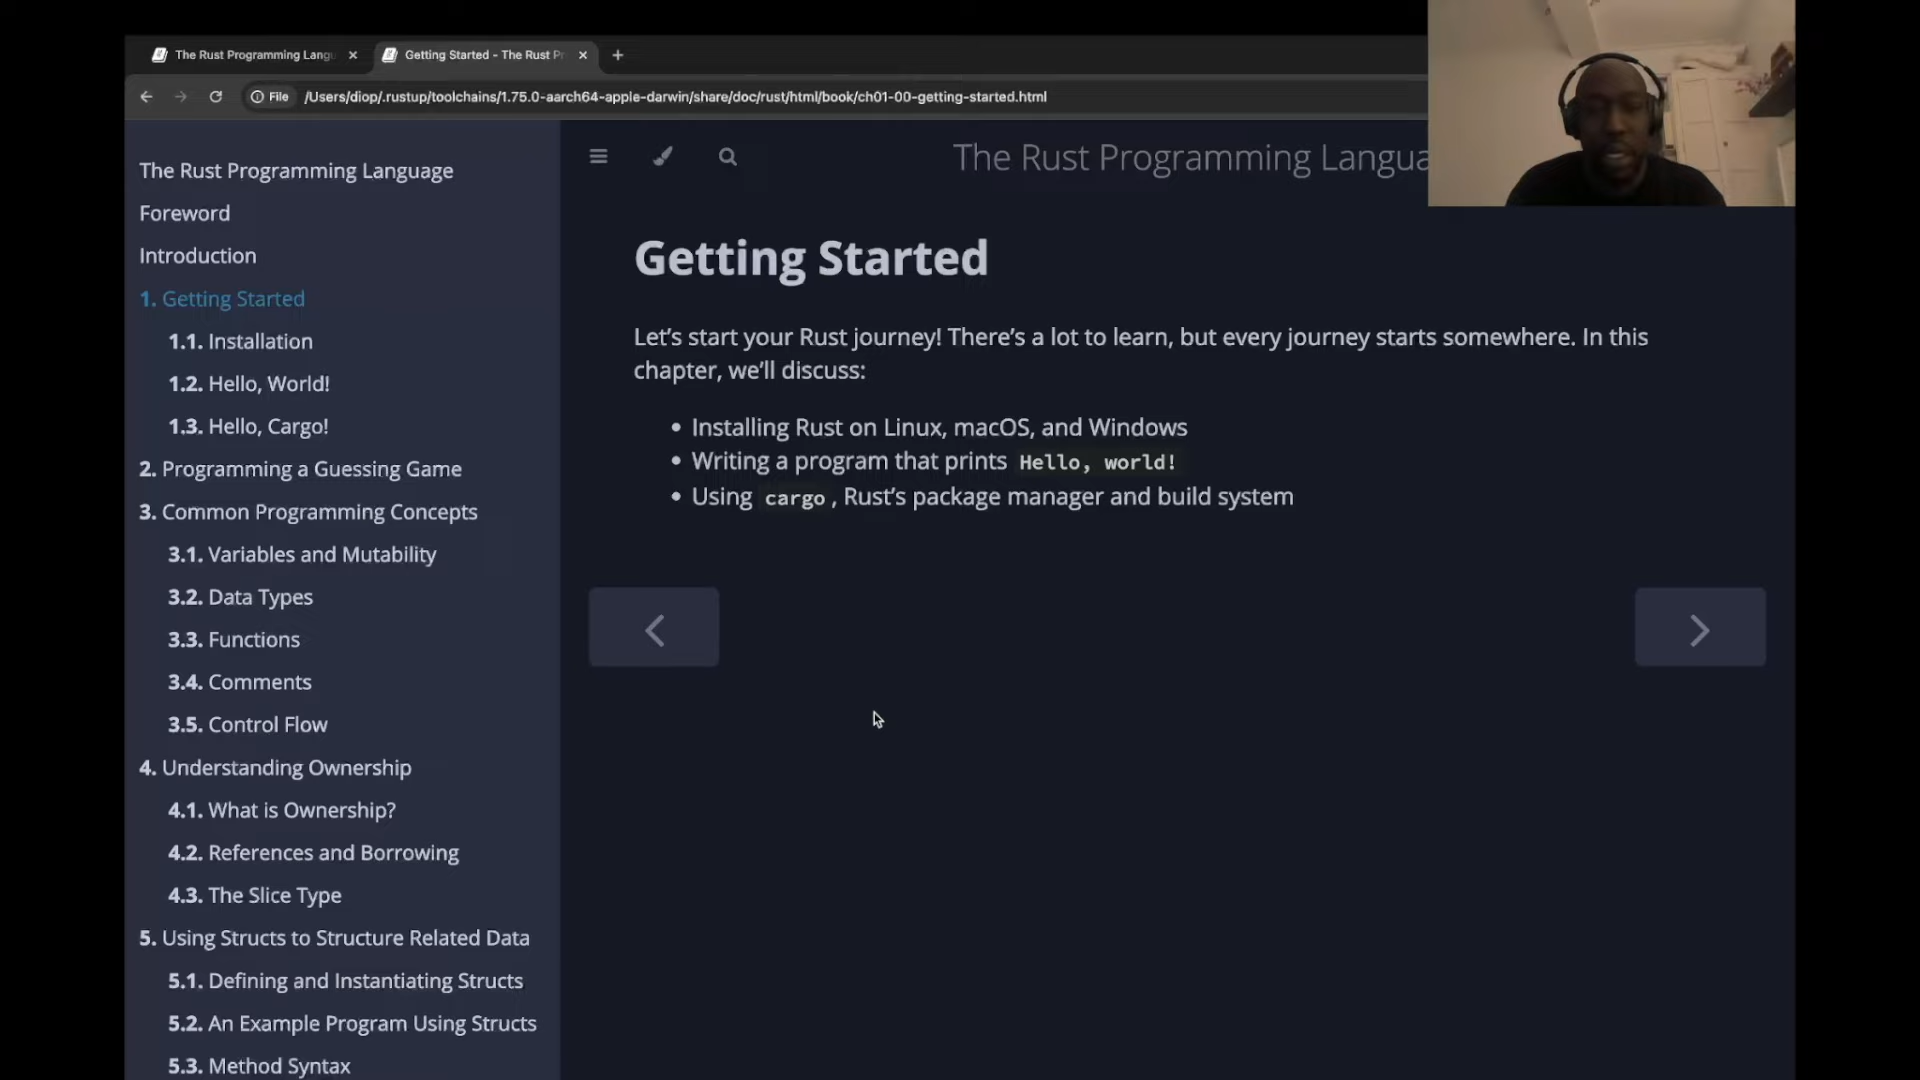 The Rust Programming Lang
Getting Started - The Rust Pr
File /Users/diop/.rustup/toolchains/1.75.0-aarch64-apple-darwin/share/doc/rust/html/book/ch01-00-getting-started.html
The Rust Programming Language
Foreword
Introduction
1. Getting Started
1.1. Installation
1.2. Hello, World!
1.3. Hello, Cargo!
2. Programming a Guessing Game
3. Common Programming Concepts
3.1. Variables and Mutability
3.2. Data Types
3.3. Functions
3.4. Comments
3.5. Control Flow
4. Understanding Ownership
4.1. What is Ownership?
4.2. References and Borrowing
4.3. The Slice Type
5. Using Structs to Structure Related Data
5.1. Defining and Instantiating Structs
5.2. An Example Program Using Structs
5.3. Method Syntax
The Rust Programming Langua
Getting Started
Let’s start your Rust journey! There’s a lot to learn, but every journey starts somewhere. In this
chapter, we’ll discuss:
• Installing Rust on Linux, macOS, and Windows
• Writing a program that prints Hello, world!
• Using cargo, Rust’s package manager and build system